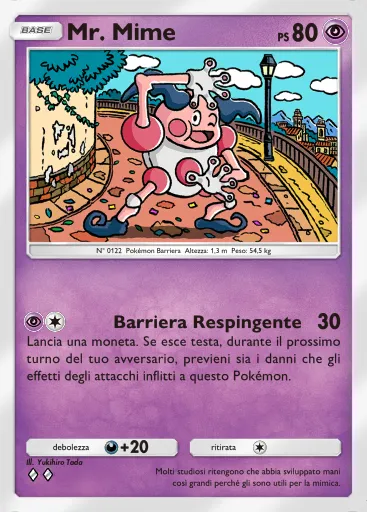 BASE Mr. Mime PS 80
N° 0122 Pokémon Barriera Altezza: 1,3 m Peso: 54,5 kg
Barriera Respingente 30
Lancia una moneta. Se esce testa, durante il prossimo
turno del tuo avversario, previeni sia i danni che gli
effetti degli attacchi inflitti a questo Pokémon.
debolezza +20 ritirata
Ill. Yukihiro Tada
Molti studiosi ritengono che abbia sviluppato mani
così grandi perché gli sono utili per la mimica.